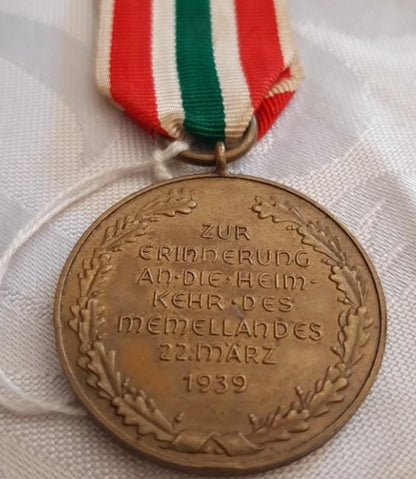 ZUR
ERINNERUNG
AN·DIE·HEIM-
KEHR·DES
MEMELLANDES
22.MÄRZ
1939